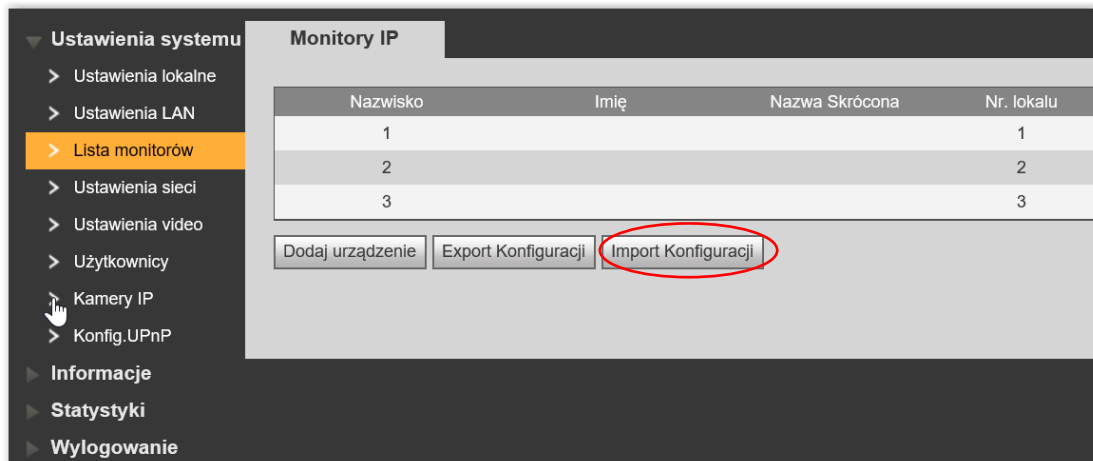 Ustawienia systemu
Ustawienia lokalne
Ustawienia LAN
Lista monitorów
Ustawienia sieci
Ustawienia video
Użytkownicy
Kamery IP
Konfig.UPnP
Informacje
Statystyki
Wylogowanie
Monitory IP
Nazwisko Imię Nazwa Skrócona Nr. lokalu
1 1
2 2
3 3
Dodaj urządzenie Export Konfiguracji Import Konfiguracji